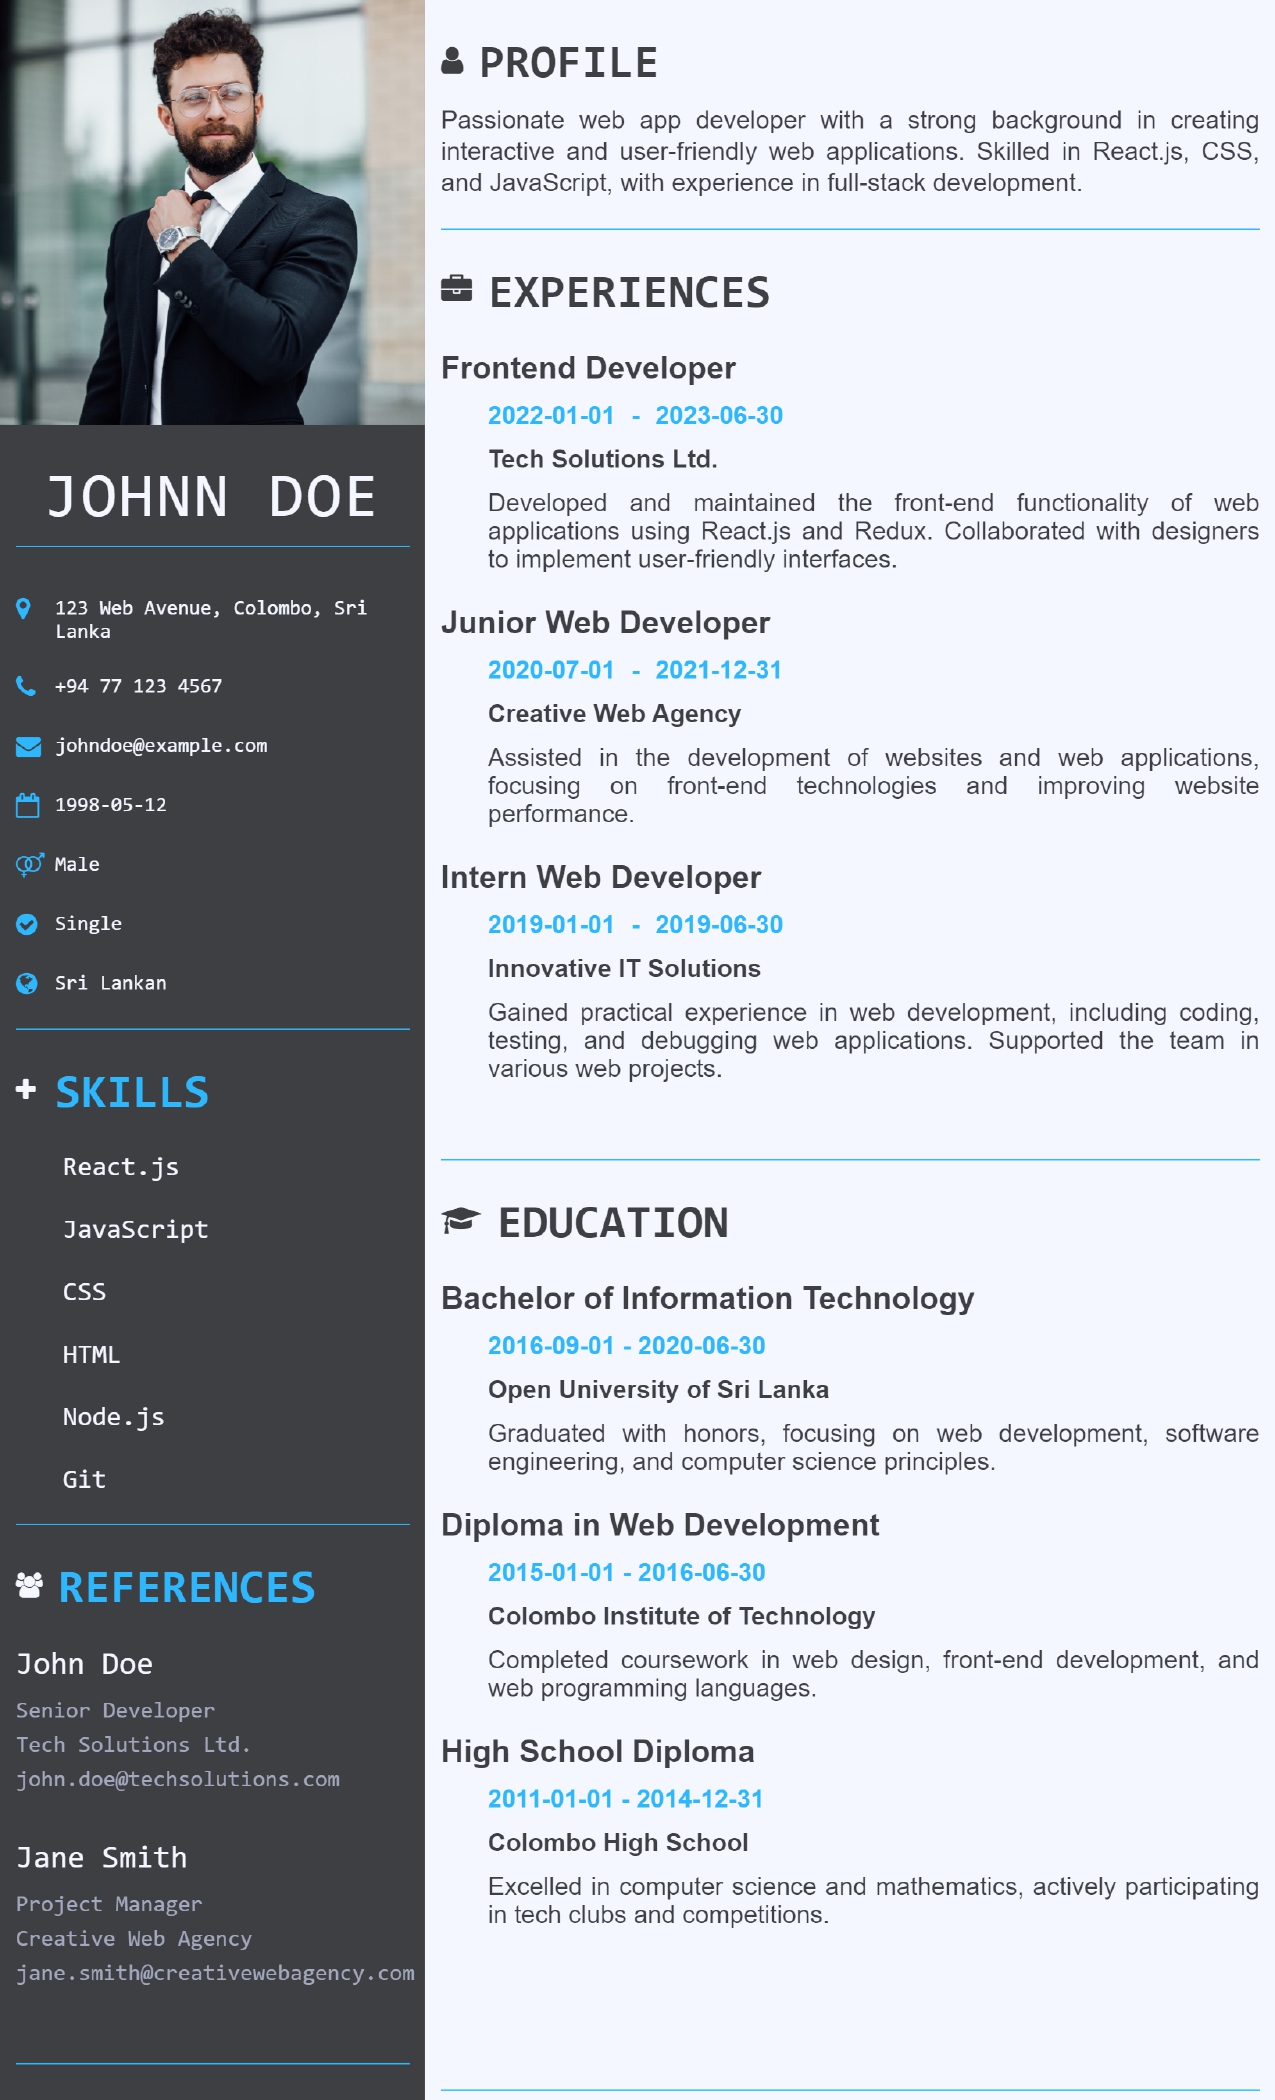 JOHNN DOE
123 Web Avenue, Colombo, Sri
Lanka
+94 77 123 4567
johndoe@example.com
1998-05-12
Male
Single
Sri Lankan
SKILLS
React.js
JavaScript
CSS
HTML
Node.js
Git
REFERENCES
John Doe
Senior Developer
Tech Solutions Ltd.
john.doe@techsolutions.com
Jane Smith
Project Manager
Creative Web Agency
jane.smith@creativewebagency.com
PROFILE
Passionate web app developer with a strong background in creating
interactive and user-friendly web applications. Skilled in React.js, CSS,
and JavaScript, with experience in full-stack development.
EXPERIENCES
Frontend Developer
2022-01-01 - 2023-06-30
Tech Solutions Ltd.
Developed and maintained the front-end functionality of web
applications using React.js and Redux. Collaborated with designers
to implement user-friendly interfaces.
Junior Web Developer
2020-07-01 - 2021-12-31
Creative Web Agency
Assisted in the development of websites and web applications,
focusing on front-end technologies and improving website
performance.
Intern Web Developer
2019-01-01 - 2019-06-30
Innovative IT Solutions
Gained practical experience in web development, including coding,
testing, and debugging web applications. Supported the team in
various web projects.
EDUCATION
Bachelor of Information Technology
2016-09-01 - 2020-06-30
Open University of Sri Lanka
Graduated with honors, focusing on web development, software
engineering, and computer science principles.
Diploma in Web Development
2015-01-01 - 2016-06-30
Colombo Institute of Technology
Completed coursework in web design, front-end development, and
web programming languages.
High School Diploma
2011-01-01 - 2014-12-31
Colombo High School
Excelled in computer science and mathematics, actively participating
in tech clubs and competitions.